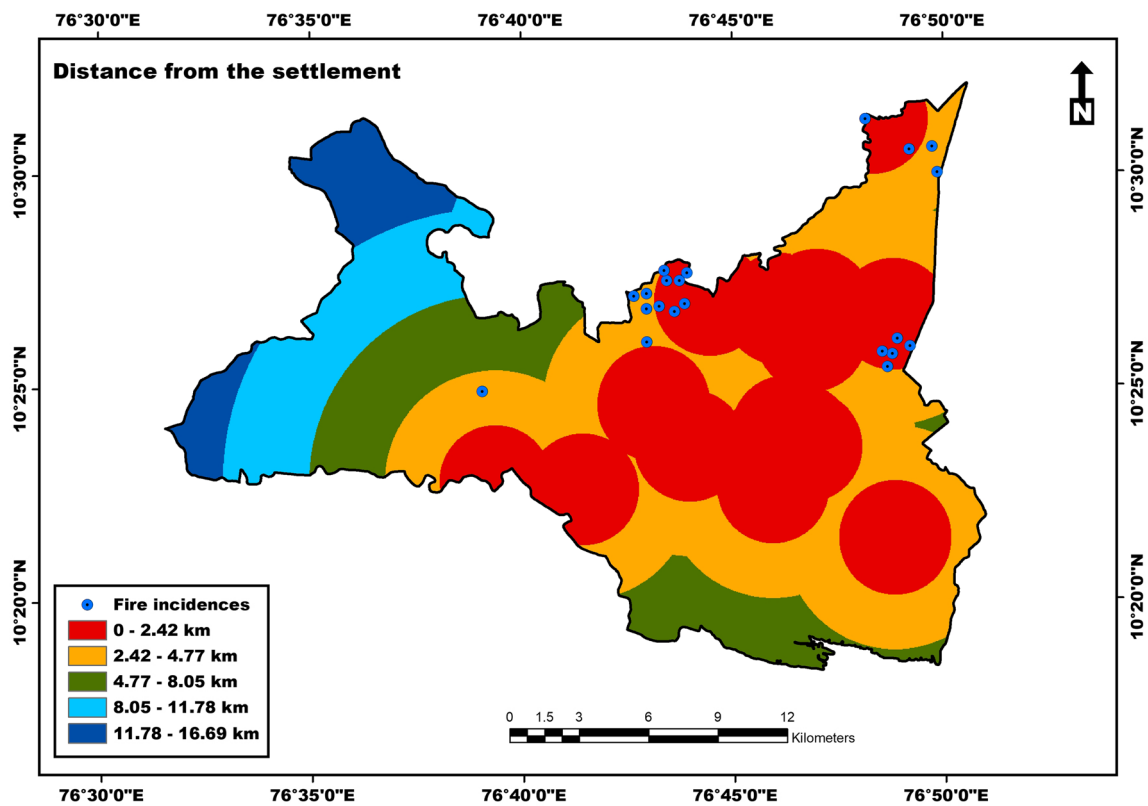 76°30'0"E 76°35'0"E 76°40'0"E 76°45'0"E 76°50'0"E
Distance from the settlement
N
10°30'0"N 10°30'0"N
10°25'0"N 10°25'0"N
10°20'0"N 10°20'0"N
Fire incidences
0 - 2.42 km
2.42 - 4.77 km
4.77 - 8.05 km
8.05 - 11.78 km
11.78 - 16.69 km
0 1.5 3 6 9 12
Kilometers
76°30'0"E 76°35'0"E 76°40'0"E 76°45'0"E 76°50'0"E